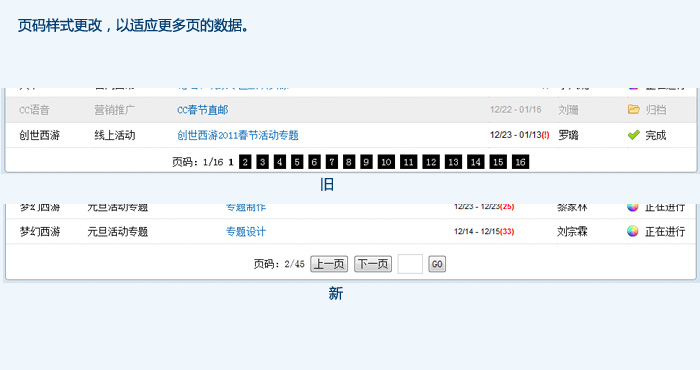 页码样式更改，以适应更多页的数据。
CC语音 营销推广 CC春节直邮 12/22 - 01/16 刘珊 归档
创世西游 线上活动 创世西游2011春节活动专题 12/23 - 01/13(!) 罗璐 完成
页码: 1/16 1 2 3 4 5 6 7 8 9 10 11 12 13 14 15 16
旧
梦幻西游 元旦活动专题 专题制作 12/23 - 12/23(25) 黎家林 正在进行
梦幻西游 元旦活动专题 专题设计 12/14 - 12/15(33) 刘宗霖 正在进行
页码: 2/45 上一页 下一页 GO
新